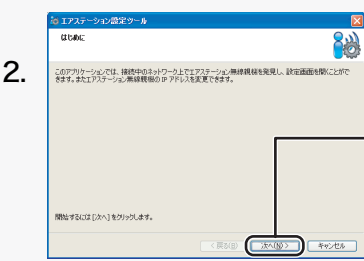 エアステーション設定ツール
はじめに
2.
このアプリケーションでは、接続中のネットワーク上でエアステーション無線親機を発見し、設定画面を開くことがで
きます。またエアステーション無線親機の IP アドレスを変更できます。
開始するには [次へ] をクリックします。
< 戻る(B) 次へ(N) > キャンセル